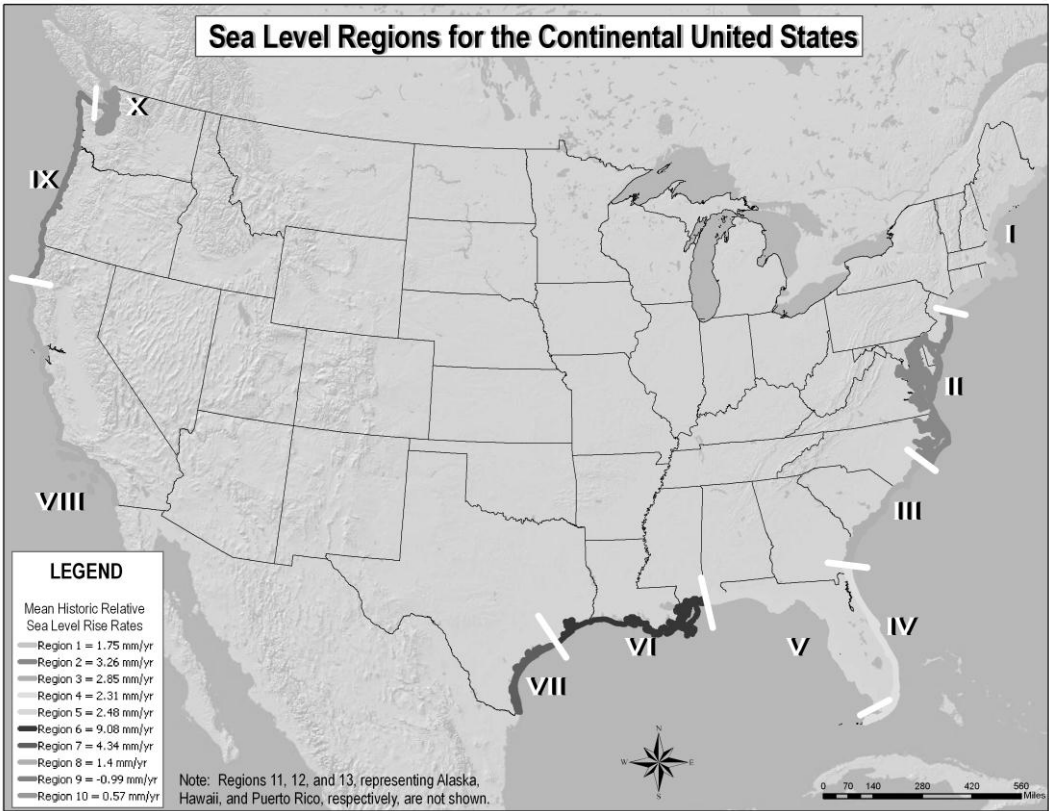 Sea Level Regions for the Continental United States
X
IX
I
II
VIII
III
IV
VI
V
VII
LEGEND
Mean Historic Relative
Sea Level Rise Rates
Region 1 = 1.75 mm/yr
Region 2 = 3.26 mm/yr
Region 3 = 2.85 mm/yr
Region 4 = 2.31 mm/yr
Region 5 = 2.48 mm/yr
Region 6 = 9.08 mm/yr
Region 7 = 4.34 mm/yr
Region 8 = 1.4 mm/yr
Region 9 = -0.99 mm/yr
Region 10 = 0.57 mm/yr
Note: Regions 11, 12, and 13, representing Alaska,
Hawaii, and Puerto Rico, respectively, are not shown.
N
W E
S
0 70 140 280 420 560
Miles